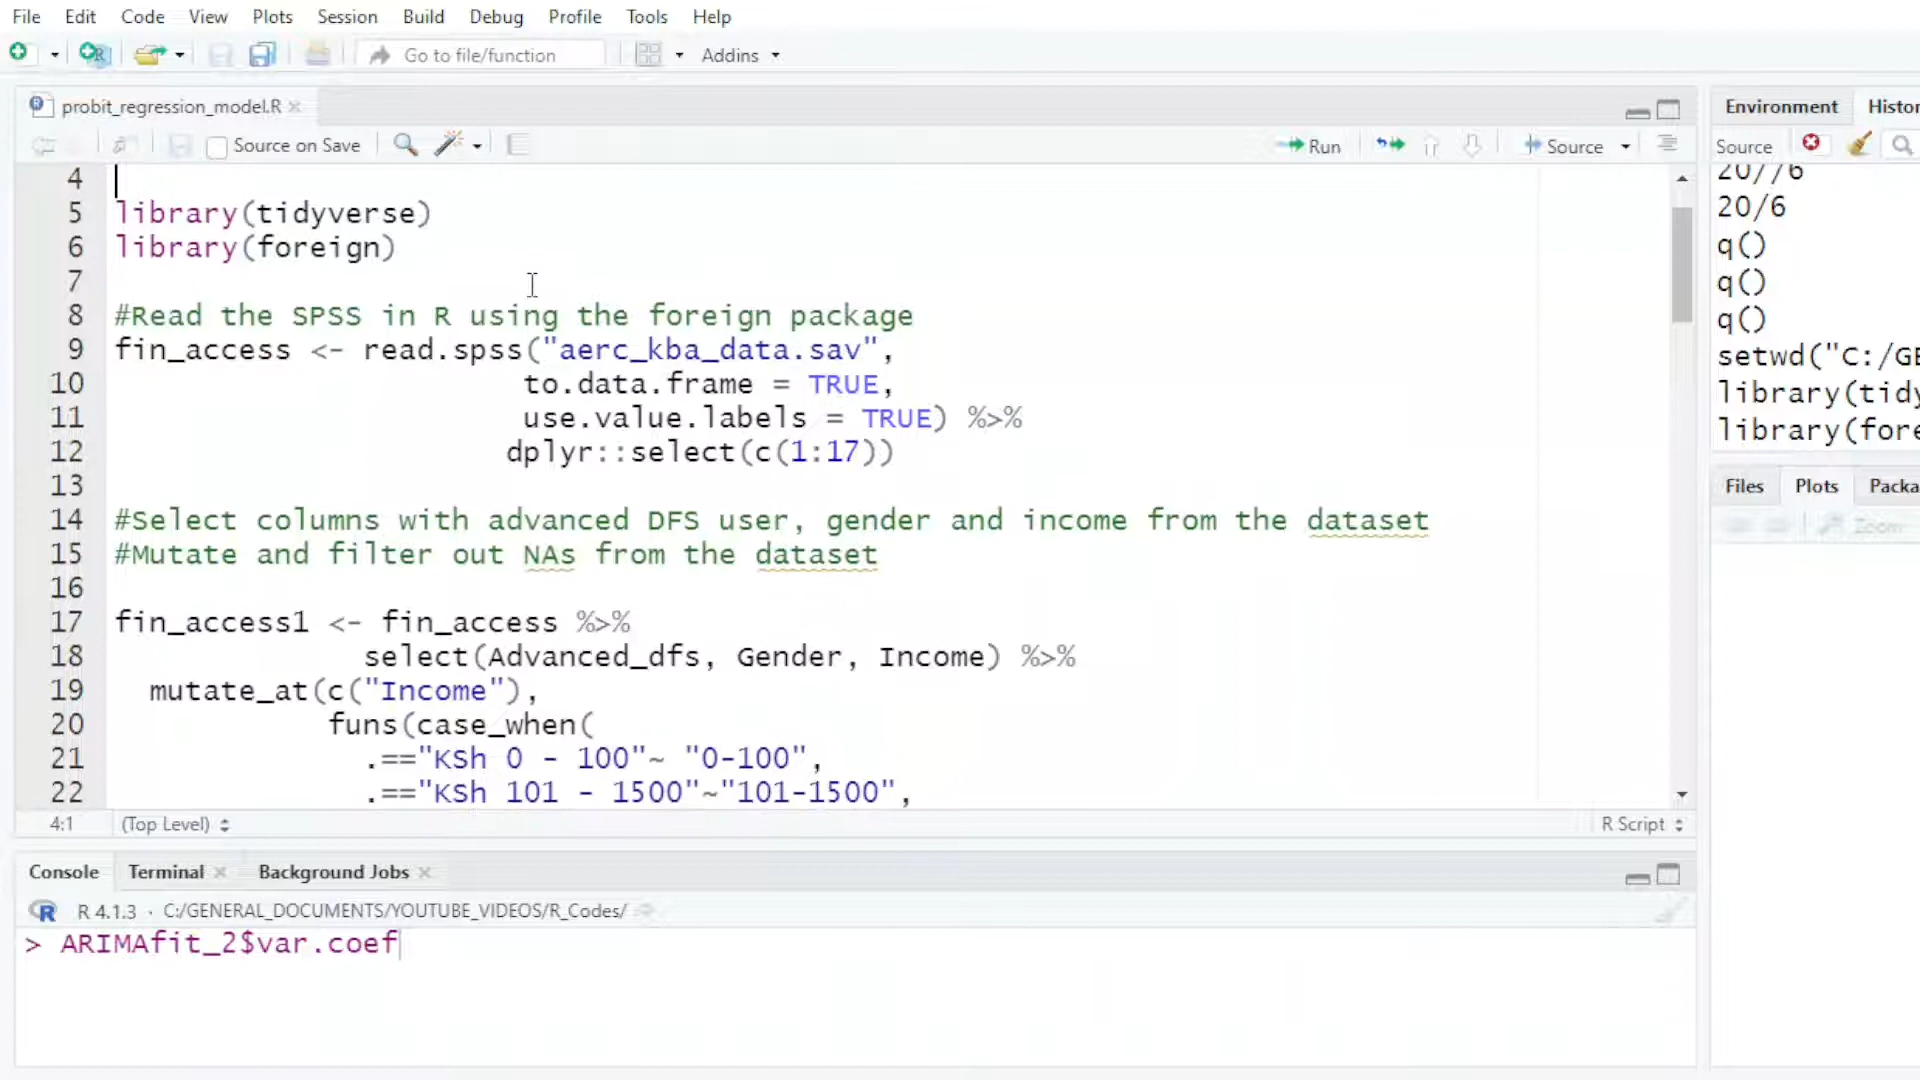 File Edit Code View Plots Session Build Debug Profile Tools Help
Go to file/function Addins
probit_regression_model.R
Source on Save Run Source
4
5 library(tidyverse)
6 library(foreign)
7
8 #Read the SPSS in R using the foreign package
9 fin_access <- read.spss("aerc_kba_data.sav",
10 to.data.frame = TRUE,
11 use.value.labels = TRUE) %>%
12 dplyr::select(c(1:17))
13
14 #Select columns with advanced DFS user, gender and income from the dataset
15 #Mutate and filter out NAs from the dataset
16
17 fin_access1 <- fin_access %>%
18 select(Advanced_dfs, Gender, Income) %>%
19 mutate_at(c("Income"),
20 funs(case_when(
21 .=="KSh 0 - 100"~ "0-100",
22 .=="KSh 101 - 1500"~"101-1500",
4:1 (Top Level) R Script
Console Terminal Background Jobs
R 4.1.3 · C:/GENERAL_DOCUMENTS/YOUTUBE_VIDEOS/R_Codes/
> ARIMAfit_2$var.coef
Environment Histor
Source
20//6
20/6
q()
q()
q()
setwd("C:/GE
library(tidy
library(fore
Files Plots Packa
Zoom